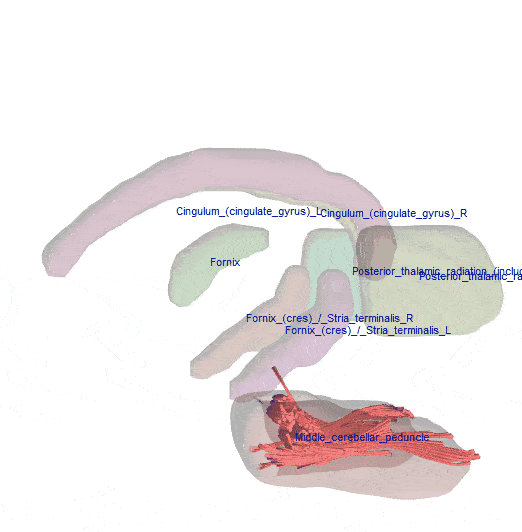 Cingulum_(cingulate_gyrus)_L
Cingulum_(cingulate_gyrus)_R
Fornix
Posterior_thalamic_radiation_(inclu
Posterior_thalamic_ra
Fornix_(cres)_/_Stria_terminalis_R
Fornix_(cres)_/_Stria_terminalis_L
Middle_cerebellar_peduncle